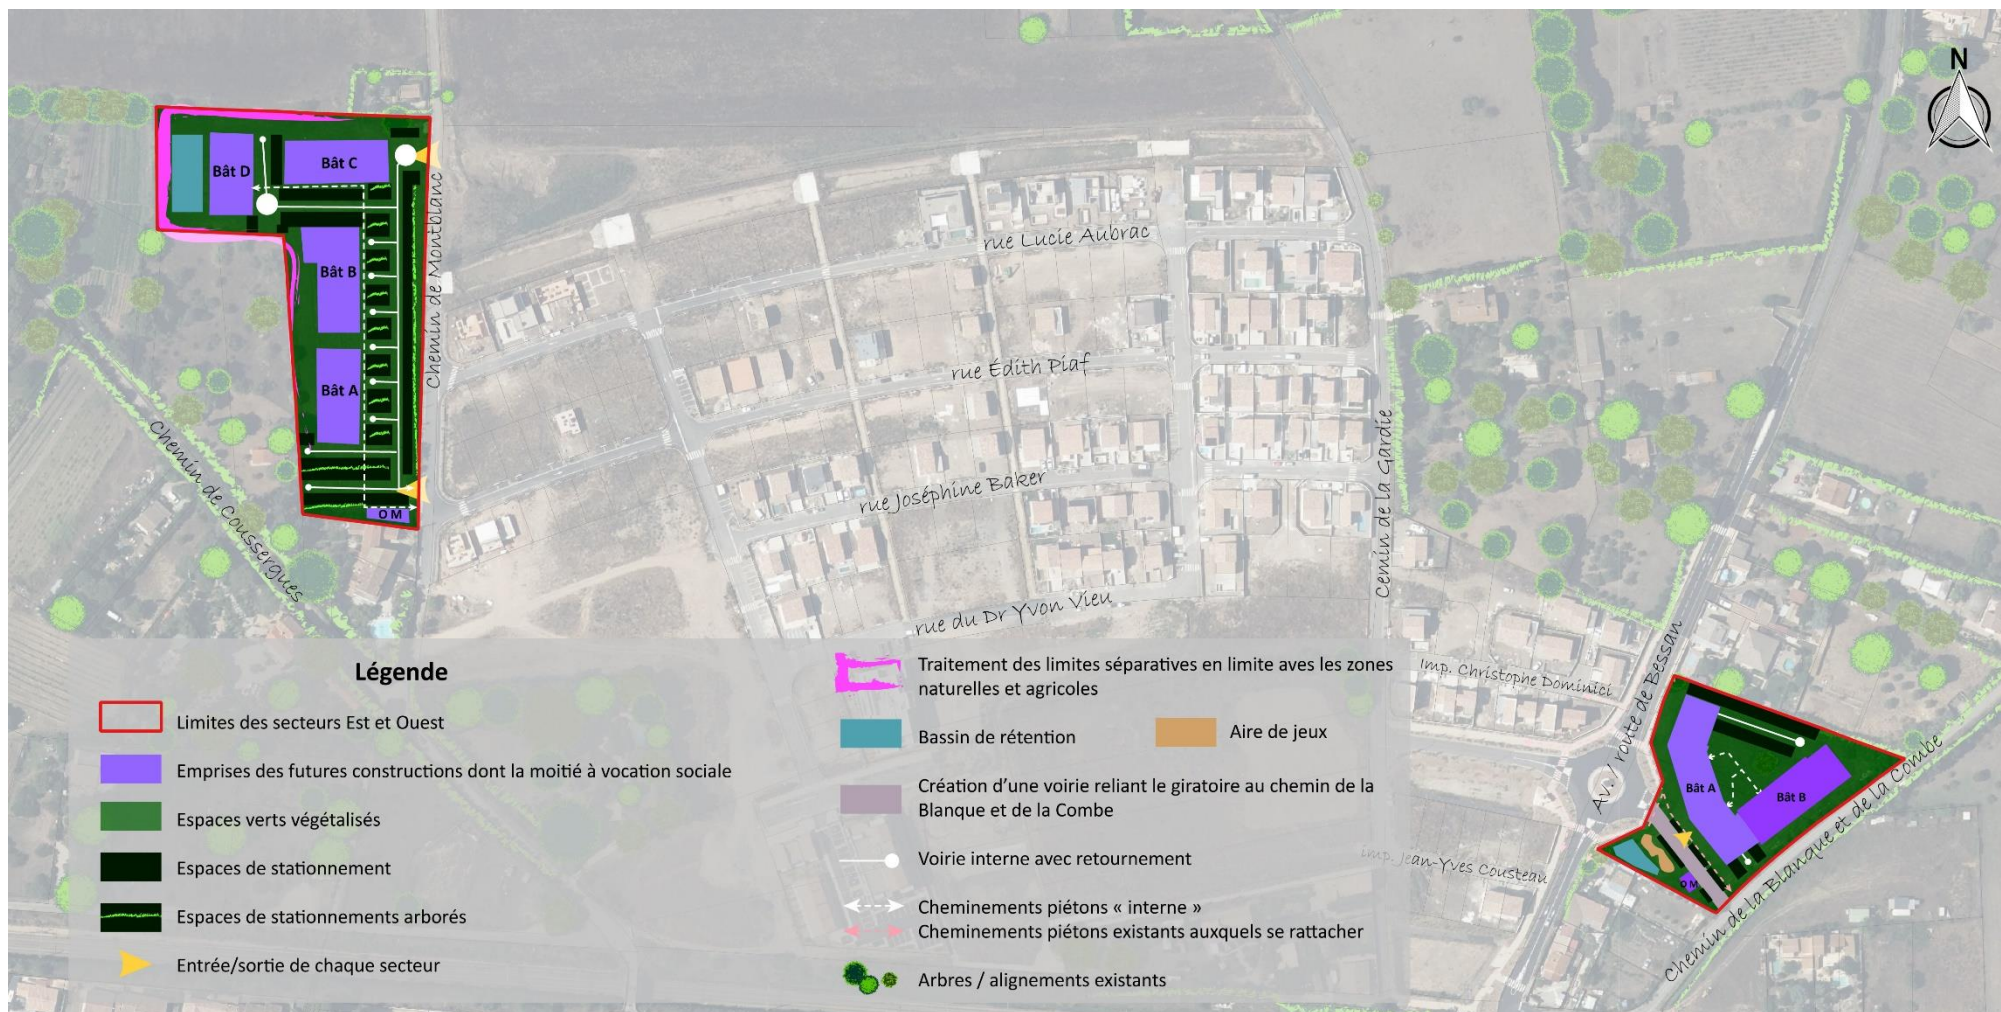 N
Bât D
Bât C
Bât B
Bât A
O M
Chemin de Montblanc
Chemin de Coussergues
rue Lucie Aubrac
rue Édith Piaf
rue Joséphine Baker
rue du Dr Yvon Vieu
Cemin de la Gardie
Imp. Christophe Dominici
Av. / route de Bessan
imp. Jean-Yves Cousteau
Bât A
Bât B
O M
Chemin de la Blanque et de la Combe
Légende
Limites des secteurs Est et Ouest
Emprises des futures constructions dont la moitié à vocation sociale
Espaces verts végétalisés
Espaces de stationnement
Espaces de stationnements arborés
Entrée/sortie de chaque secteur
Traitement des limites séparatives en limite aves les zones
naturelles et agricoles
Bassin de rétention
Aire de jeux
Création d'une voirie reliant le giratoire au chemin de la
Blanque et de la Combe
Voirie interne avec retournement
Cheminements piétons « interne »
Cheminements piétons existants auxquels se rattacher
Arbres / alignements existants